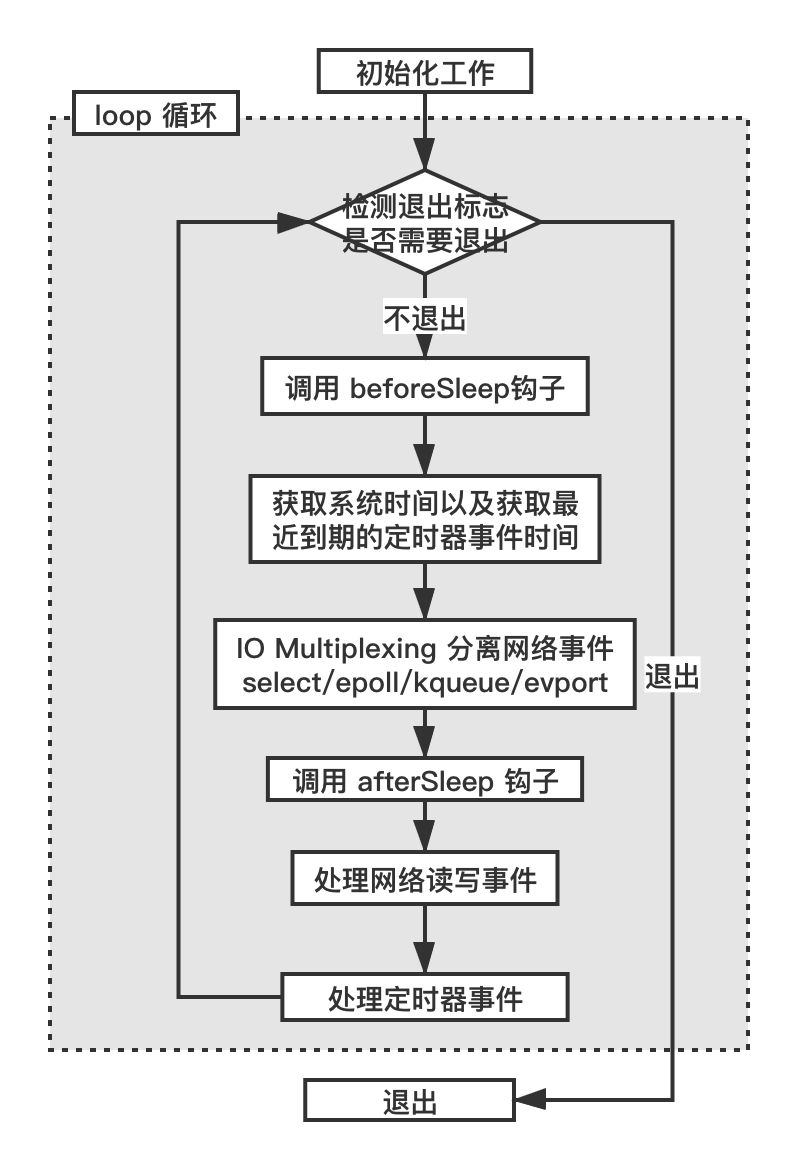 初始化工作
loop 循环
检测退出标志
是否需要退出
不退出
调用 beforeSleep钩子
获取系统时间以及获取最
近到期的定时器事件时间
IO Multiplexing 分离网络事件
select/epoll/kqueue/evport
退出
调用 afterSleep 钩子
处理网络读写事件
处理定时器事件
退出